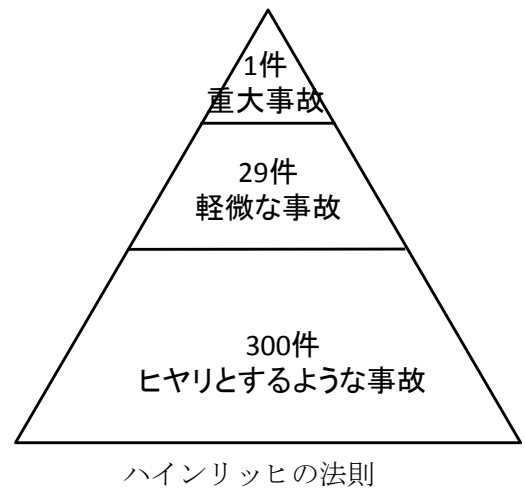 1件
重大事故
29件
軽微な事故
300件
ヒヤリとするような事故
ハインリッヒの法則